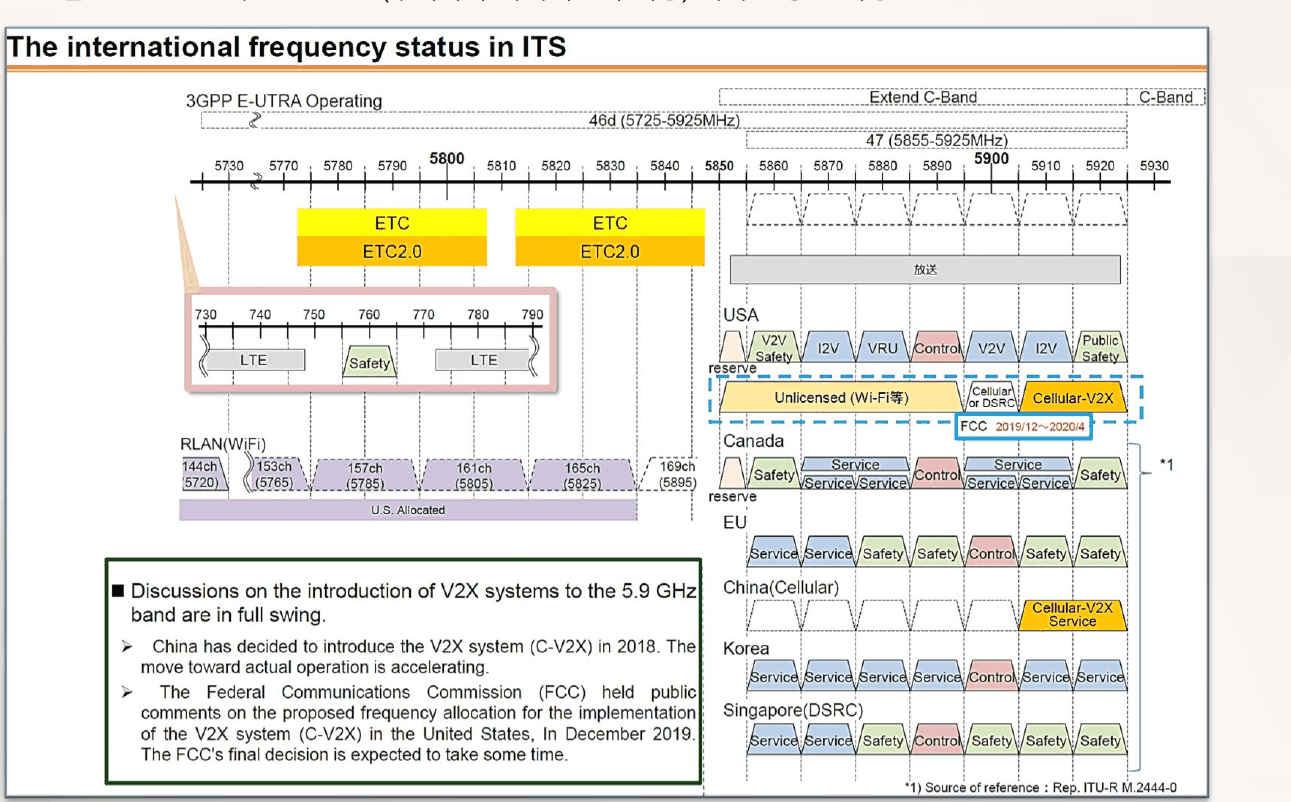 The international frequency status in ITS
3GPP E-UTRA Operating
Extend C-Band
C-Band
46d (5725-5925MHz)
47 (5855-5925MHz)
5730 5770 5780 5790 5800 5810 5820 5830 5840 5850 5860 5870 5880 5890 5900 5910 5920 5930
ETC ETC
ETC2.0 ETC2.0
放送
730 740 750 760 770 780 790
LTE Safety LTE
USA
reserve V2V Safety I2V VRU Control V2V I2V Public Safety
Unlicensed (Wi-Fi等) Cellular or DSRC Cellular-V2X
FCC 2019/12～2020/4
RLAN(WiFi)
144ch (5720) 153ch (5765) 157ch (5785) 161ch (5805) 165ch (5825) 169ch (5895)
U.S. Allocated
Canada
Service Service
reserve Safety Service Service Control Service Service Safety
*1
EU
Service Service Safety Safety Control Safety Safety
China(Cellular)
Cellular-V2X
Service
Korea
Service Service Service Service Control Service Service
Singapore(DSRC)
Service Service Safety Control Safety Safety Safety
■ Discussions on the introduction of V2X systems to the 5.9 GHz
band are in full swing.
➢ China has decided to introduce the V2X system (C-V2X) in 2018. The
move toward actual operation is accelerating.
➢ The Federal Communications Commission (FCC) held public
comments on the proposed frequency allocation for the implementation
of the V2X system (C-V2X) in the United States, In December 2019.
The FCC's final decision is expected to take some time.
*1) Source of reference : Rep. ITU-R M.2444-0